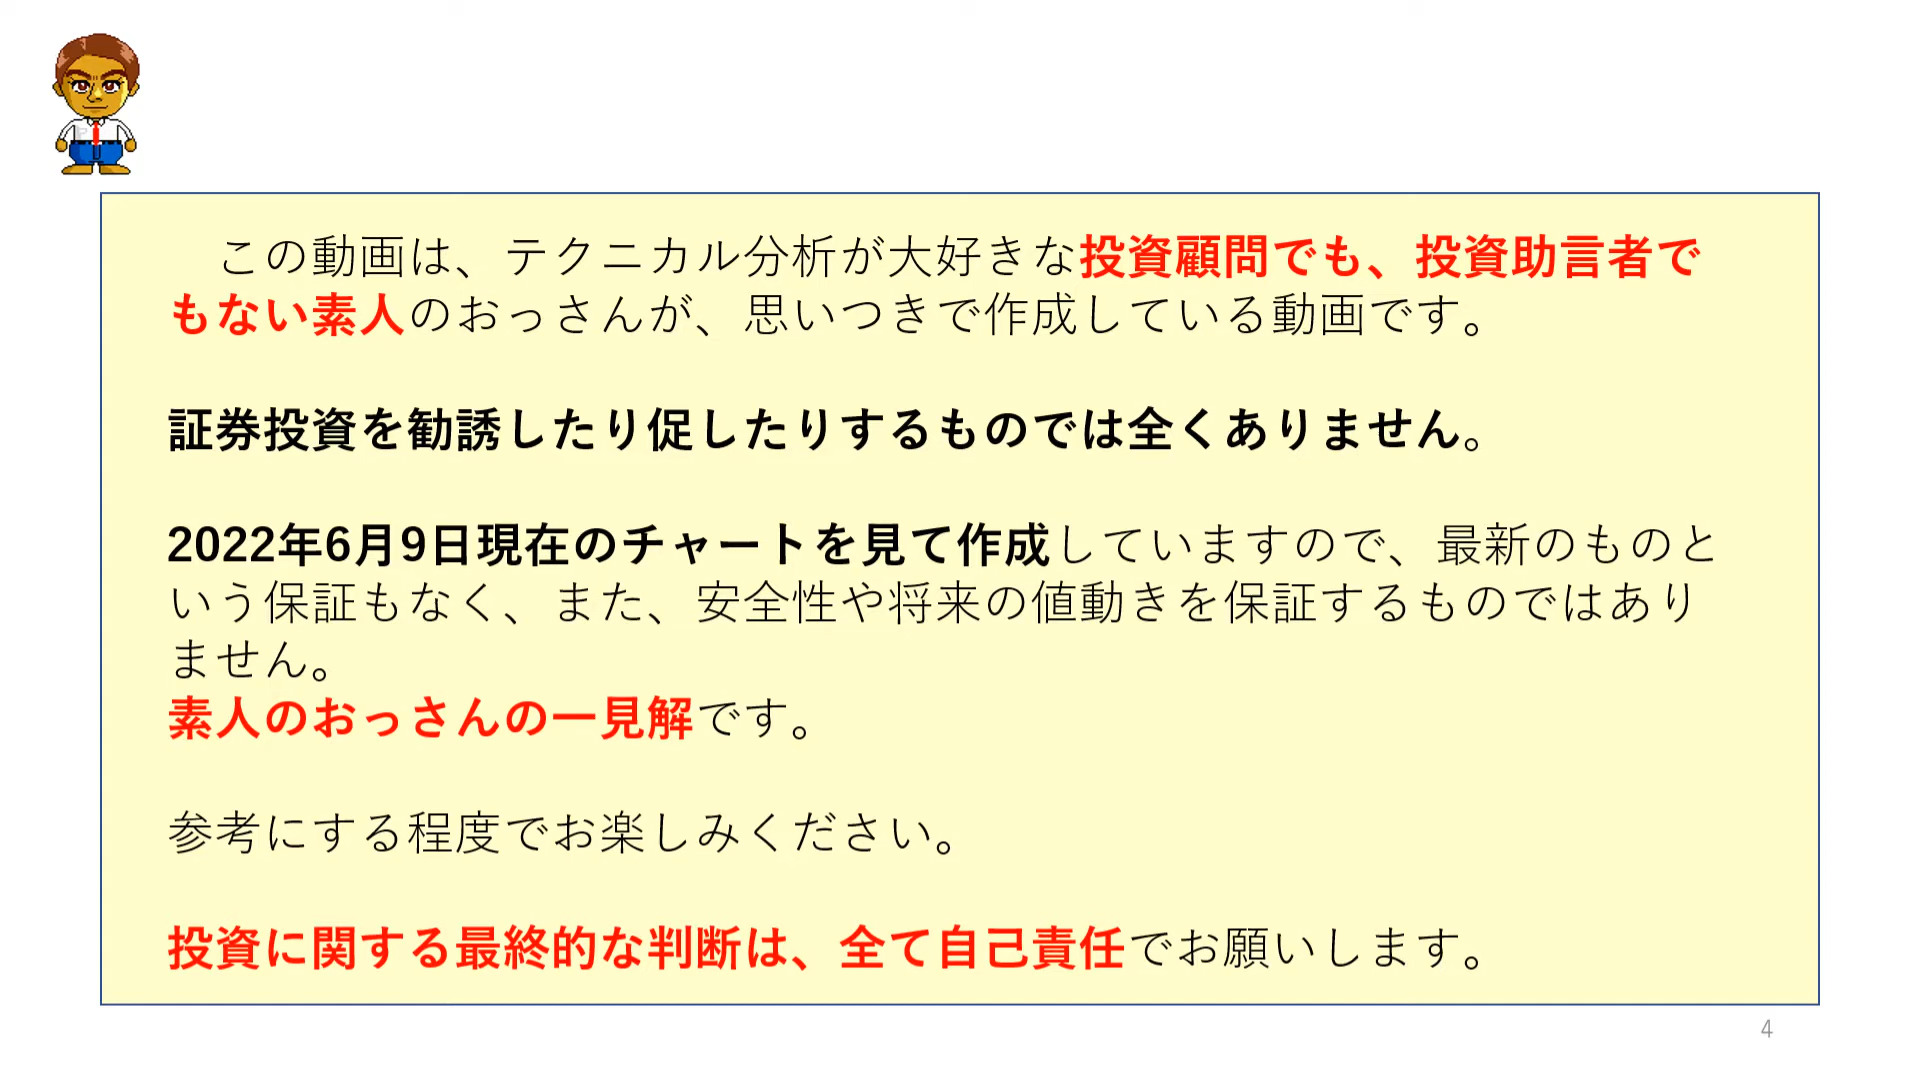 この動画は、テクニカル分析が大好きな投資顧問でも、投資助言者で
もない素人のおっさんが、思いつきで作成している動画です。
証券投資を勧誘したり促したりするものでは全くありません。
2022年6月9日現在のチャートを見て作成していますので、最新のものと
いう保証もなく、また、安全性や将来の値動きを保証するものではあり
ません。
素人のおっさんの一見解です。
参考にする程度でお楽しみください。
投資に関する最終的な判断は、全て自己責任でお願いします。
4